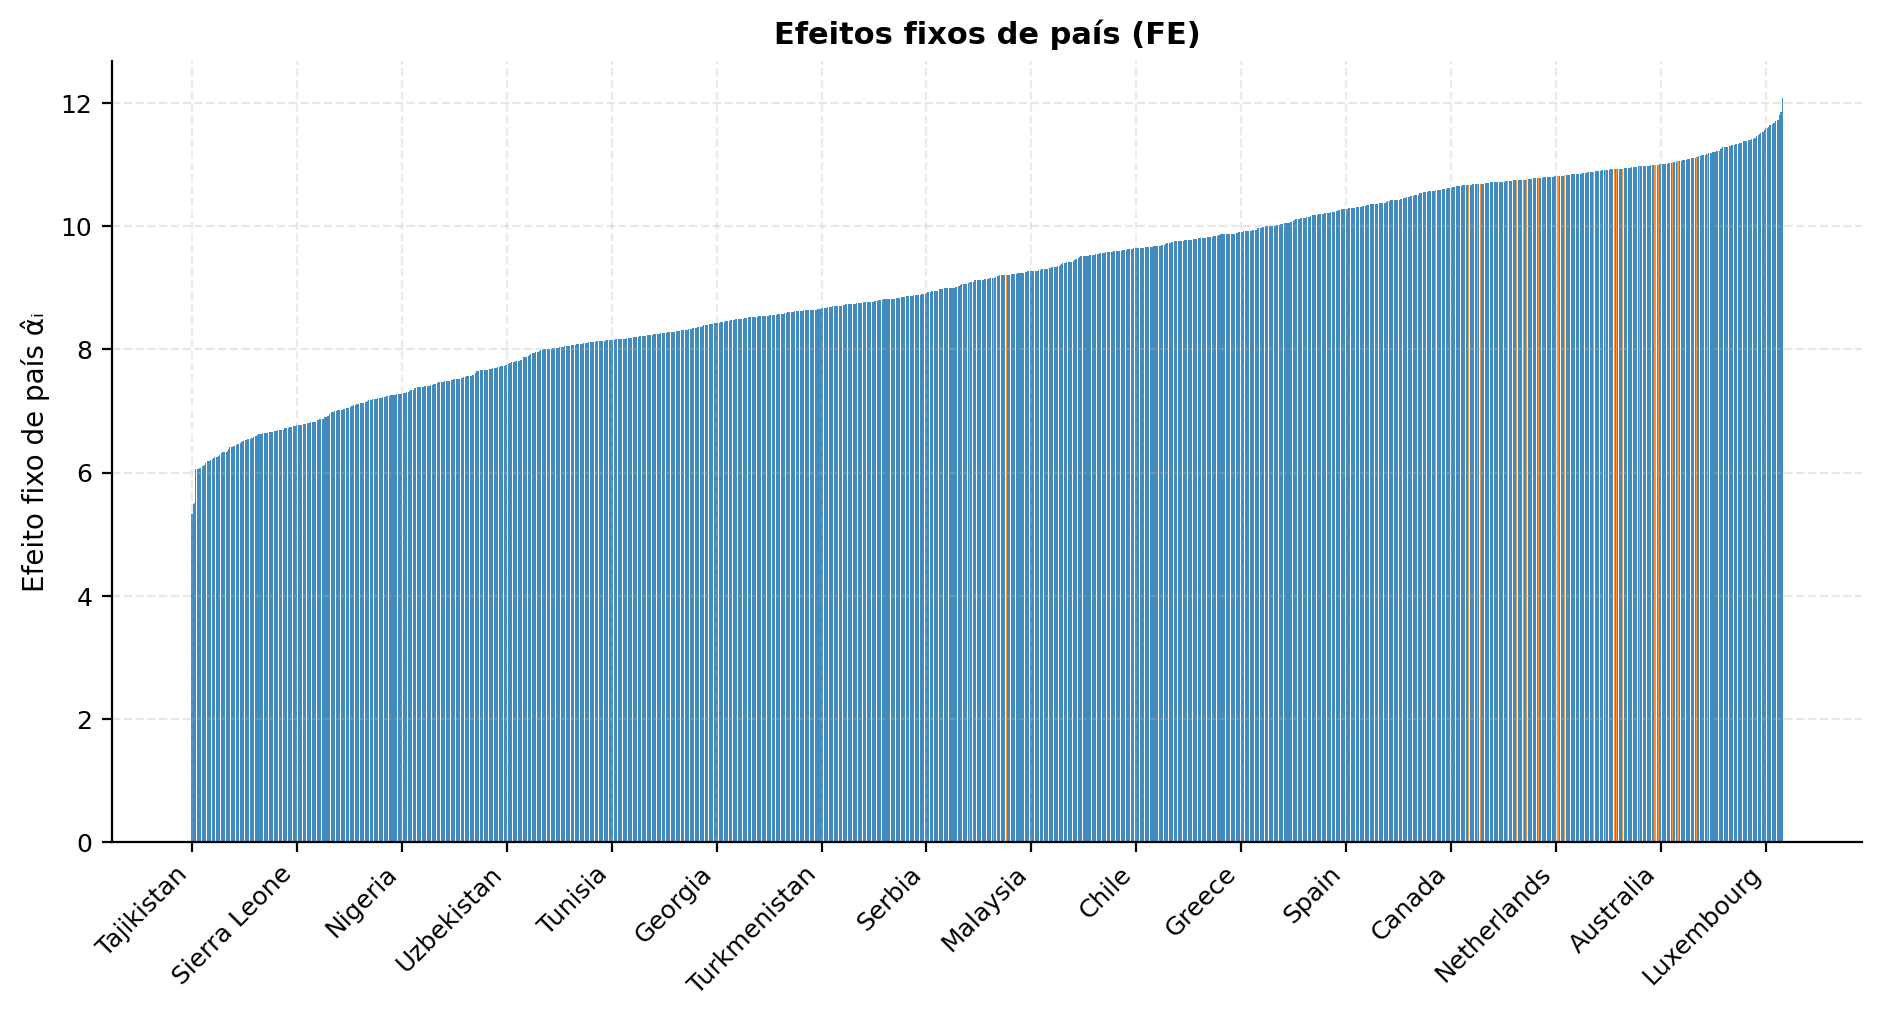 Efeitos fixos de país (FE)
Efeito fixo de país α̂ᵢ
12
10
8
6
4
2
0
Tajikistan
Sierra Leone
Nigeria
Uzbekistan
Tunisia
Georgia
Turkmenistan
Serbia
Malaysia
Chile
Greece
Spain
Canada
Netherlands
Australia
Luxembourg